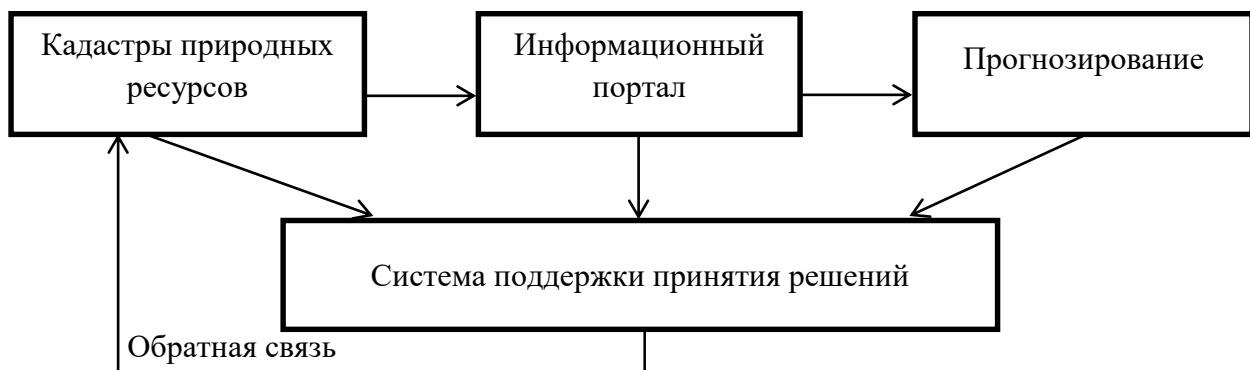 Кадастры природных
ресурсов
Информационный
портал
Прогнозирование
Система поддержки принятия решений
Обратная связь